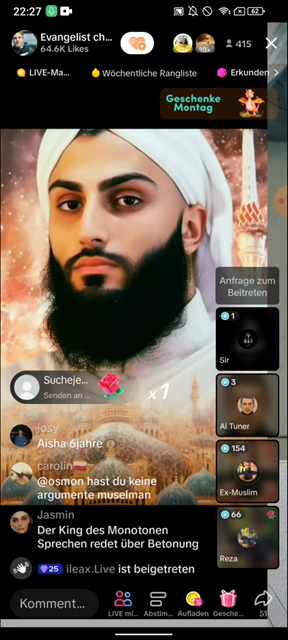 22:27
62
Evangelist ch...
64.6K Likes
10+
415
LIVE-Ma...
Wöchentliche Rangliste
Erkunden
Geschenke
Montag
Anfrage zum
Beitreten
1
Sir
Sucheje...
Senden an ...
x1
3
Al Tuner
josy
Aisha 6jahre
carolin
@osmon hast du keine
argumente muselman
154
Ex-Muslim
Jasmin
Der King des Monotonen
Sprechen redet über Betonung
66
Reza
25 ileax.Live ist beigetreten
Komment...
LIVE mi...
Abstim...
Aufladen
Gesche...